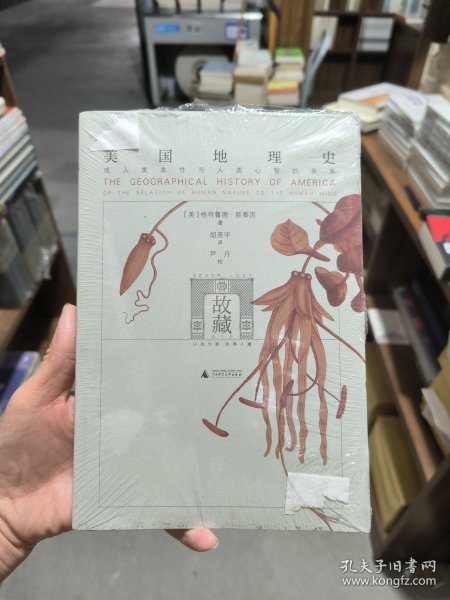 美国地理史
或人类本性与人类心智的关系
THE GEOGRAPHICAL HISTORY OF AMERICA
OR THE RELATION OF HUMAN NATURE TO THE HUMAN MIND
[美]格特鲁德·斯泰因
著
胡亮宇
译
尹丹
绘
NEVER LOST
故藏
孔夫子旧书网
www.kongfz.com